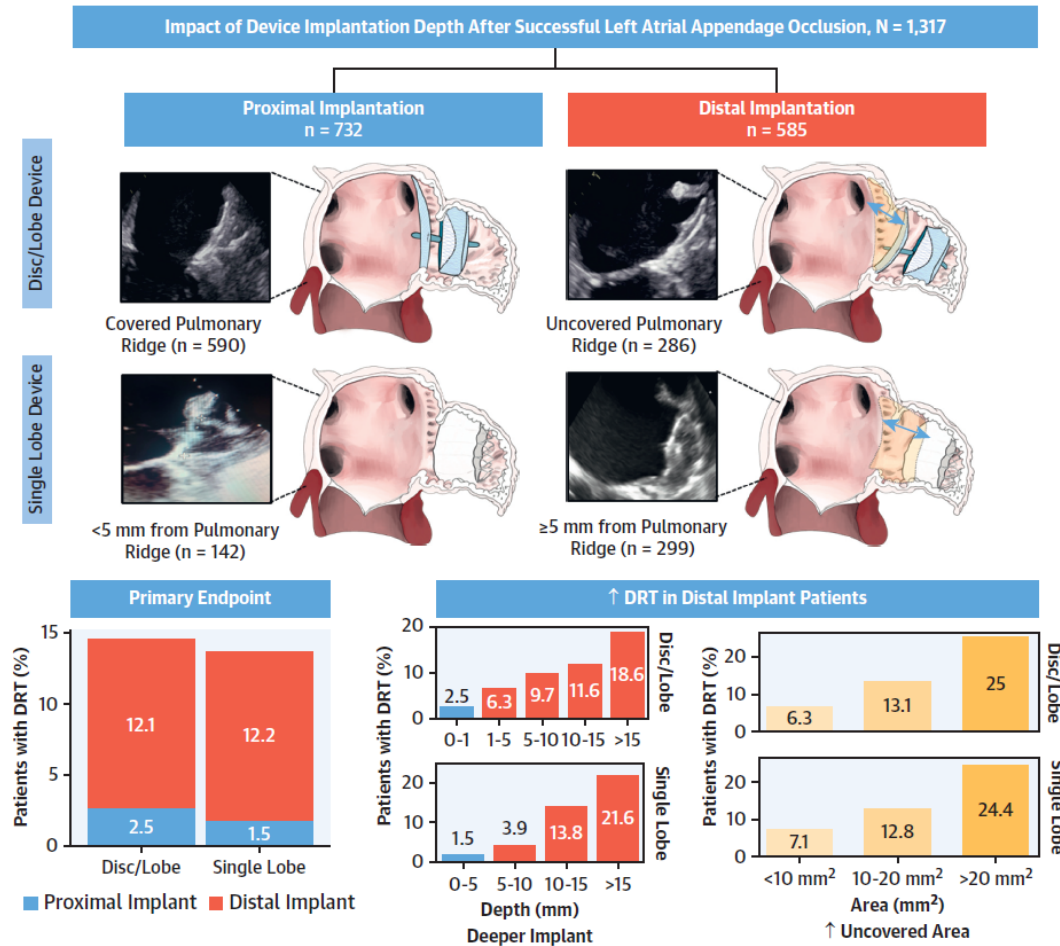 Impact of Device Implantation Depth After Successful Left Atrial Appendage Occlusion, N = 1,317
Proximal Implantation
n = 732
Distal Implantation
n = 585
Disc/Lobe Device
Covered Pulmonary
Ridge (n = 590)
Uncovered Pulmonary
Ridge (n = 286)
Single Lobe Device
<5 mm from Pulmonary
Ridge (n = 142)
≥5 mm from Pulmonary
Ridge (n = 299)
Primary Endpoint
Patients with DRT (%)
15
10
5
0
12.1
2.5
12.2
1.5
Disc/Lobe
Single Lobe
Proximal Implant
Distal Implant
↑ DRT in Distal Implant Patients
Patients with DRT (%)
20
10
0
2.5
6.3
9.7
11.6
18.6
0-1
1-5
5-10
10-15
>15
Disc/Lobe
20
10
0
1.5
3.9
13.8
21.6
0-5
5-10
10-15
>15
Single Lobe
Depth (mm)
Deeper Implant
Patients with DRT (%)
20
10
0
6.3
13.1
25
Disc/Lobe
20
10
0
7.1
12.8
24.4
Single Lobe
<10 mm²
10-20 mm²
>20 mm²
Area (mm²)
↑ Uncovered Area